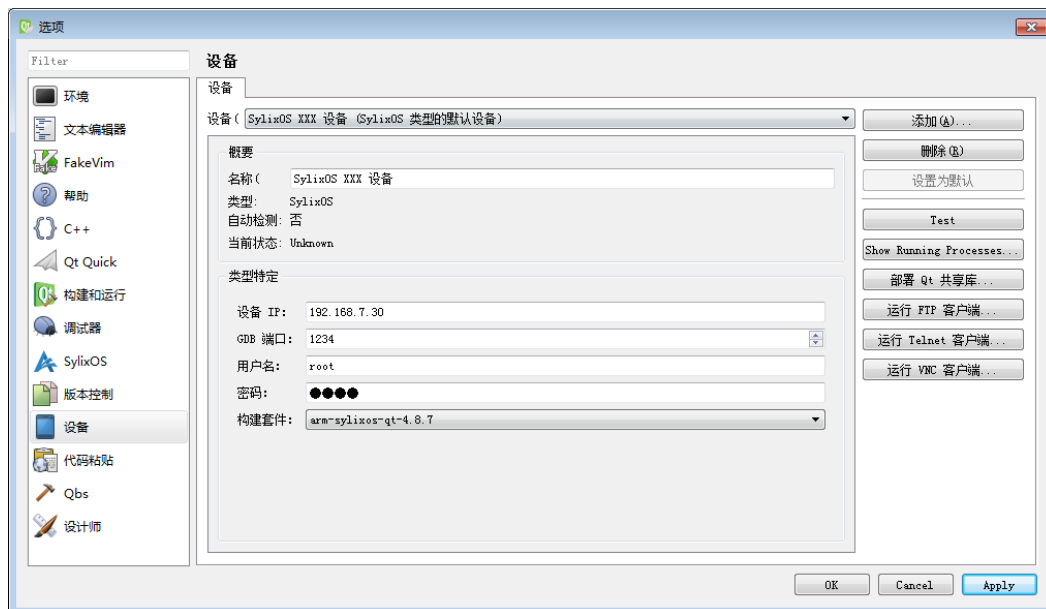 选项
Filter
环境
文本编辑器
FakeVim
帮助
C++
Qt Quick
构建和运行
调试器
SylixOS
版本控制
设备
代码粘贴
Qbs
设计师
设备
设备
设备( SylixOS XXX 设备 (SylixOS 类型的默认设备)
概要
名称( SylixOS XXX 设备
类型: SylixOS
自动检测: 否
当前状态: Unknown
类型特定
设备 IP: 192.168.7.30
GDB 端口: 1234
用户名: root
密码: ●●●●
构建套件: arm-sylixos-qt-4.8.7
添加(A)...
删除(R)
设置为默认
Test
Show Running Processes...
部署 Qt 共享库...
运行 FTP 客户端...
运行 Telnet 客户端...
运行 VNC 客户端...
OK Cancel Apply